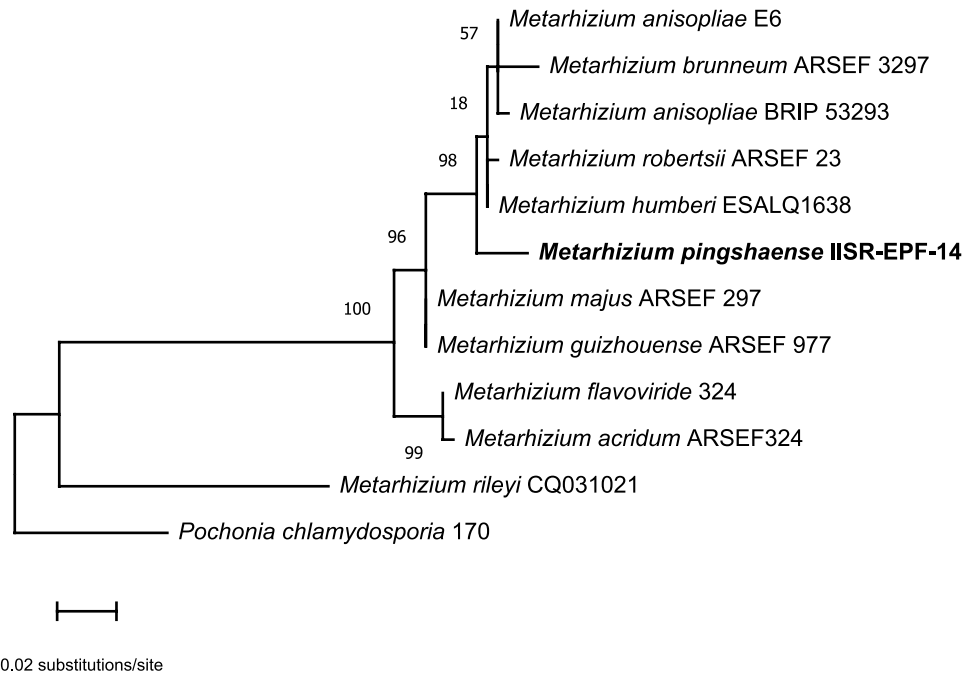 Metarhizium anisopliae E6
57
Metarhizium brunneum ARSEF 3297
18
Metarhizium anisopliae BRIP 53293
98
Metarhizium robertsii ARSEF 23
Metarhizium humberi ESALQ1638
96
Metarhizium pingshaense IISR-EPF-14
Metarhizium majus ARSEF 297
100
Metarhizium guizhouense ARSEF 977
Metarhizium flavoviride 324
Metarhizium acridum ARSEF324
99
Metarhizium rileyi CQ031021
Pochonia chlamydosporia 170
0.02 substitutions/site